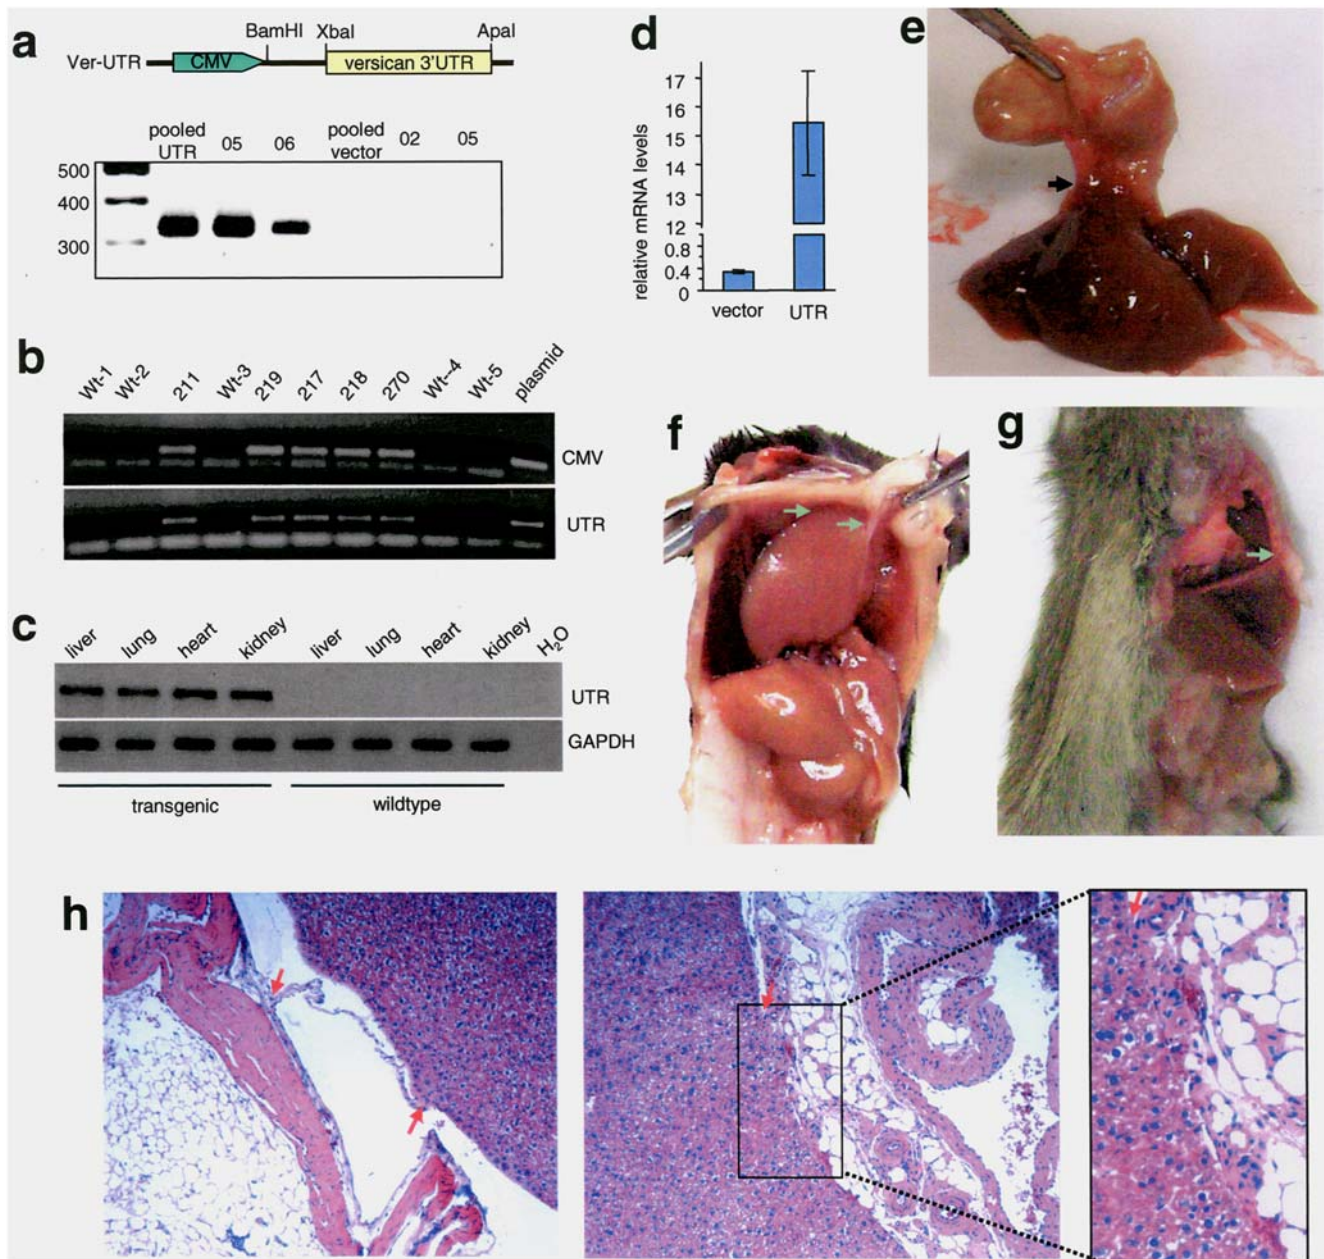 a
BamHI XbaI ApaI
Ver-UTR CMV versican 3'UTR
pooled UTR 05 06 pooled vector 02 05
500
400
300
b
Wt-1 Wt-2 211 Wt-3 219 217 218 270 Wt--4 Wt-5 plasmid
CMV
UTR
c
liver lung heart kidney liver lung heart kidney H2O
UTR
GAPDH
transgenic wildtype
d
relative mRNA levels
17
16
15
14
13
12
0.8
0.4
0
vector UTR
e
f
g
h